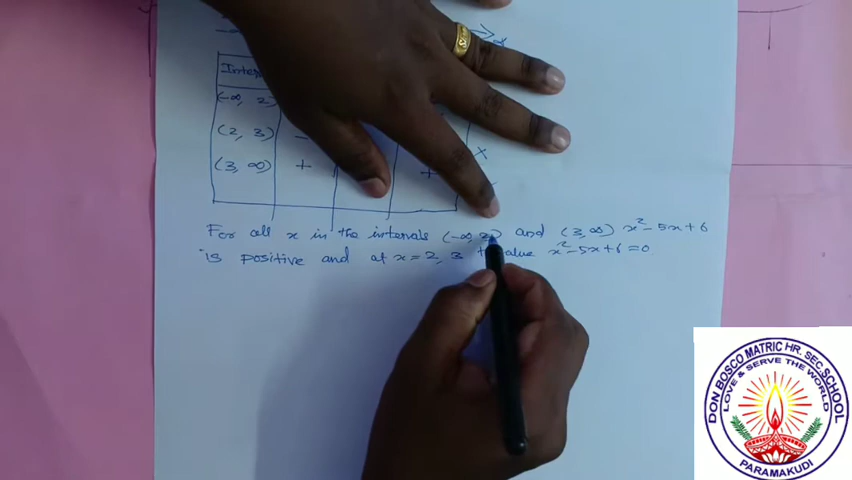 (-∞, 2)
(2, 3) -
(3, ∞) + +
For all x in the intervals (-∞, 2) and (3, ∞) x² - 5x + 6
is positive and at x = 2, 3 value x² - 5x + 6 = 0
DON BOSCO MATRIC HR. SEC. SCHOOL
LOVE & SERVE THE WORLD
PARAMAKUDI